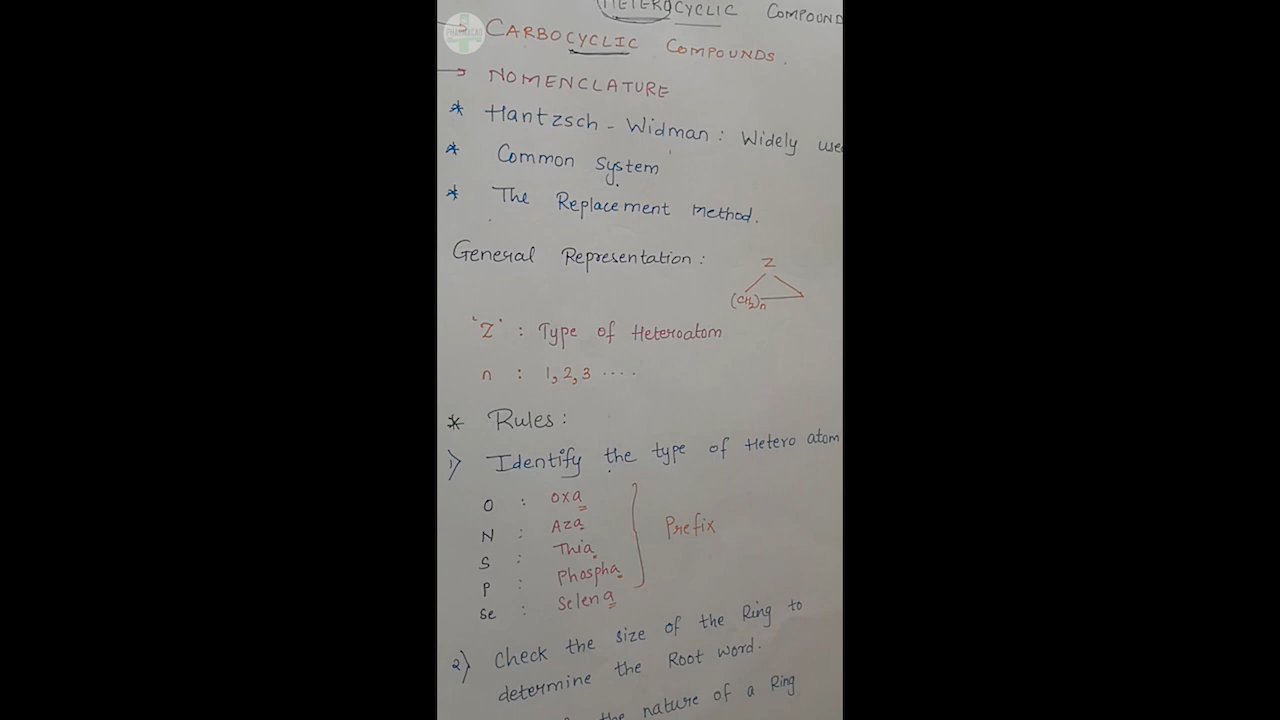 HETEROCYCLIC COMPOUND
→ CARBOCYCLIC COMPOUNDS.
→ NOMENCLATURE
* Hantzsch - Widman : Widely use
* Common System
* The Replacement method.
General Representation :
Z
(CH₂)n
'Z' : Type of Heteroatom
n : 1, 2, 3 ....
* Rules :
1) Identify the type of Hetero atom
O : oxa
N : Aza
S : Thia
P : Phospha
Se : Selena
Prefix
2) Check the size of the Ring to
determine the Root word.
the nature of a Ring